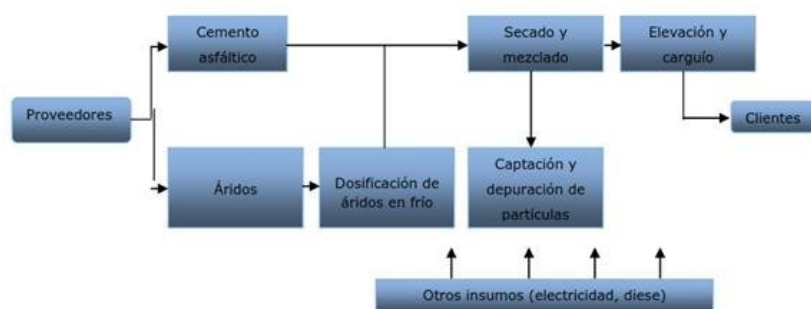 Cemento
asfáltico
Secado y
mezclado
Elevación y
carguío
Proveedores
Clientes
Áridos
Dosificación de
áridos en frío
Captación y
depuración de
partículas
Otros insumos (electricidad, diese)